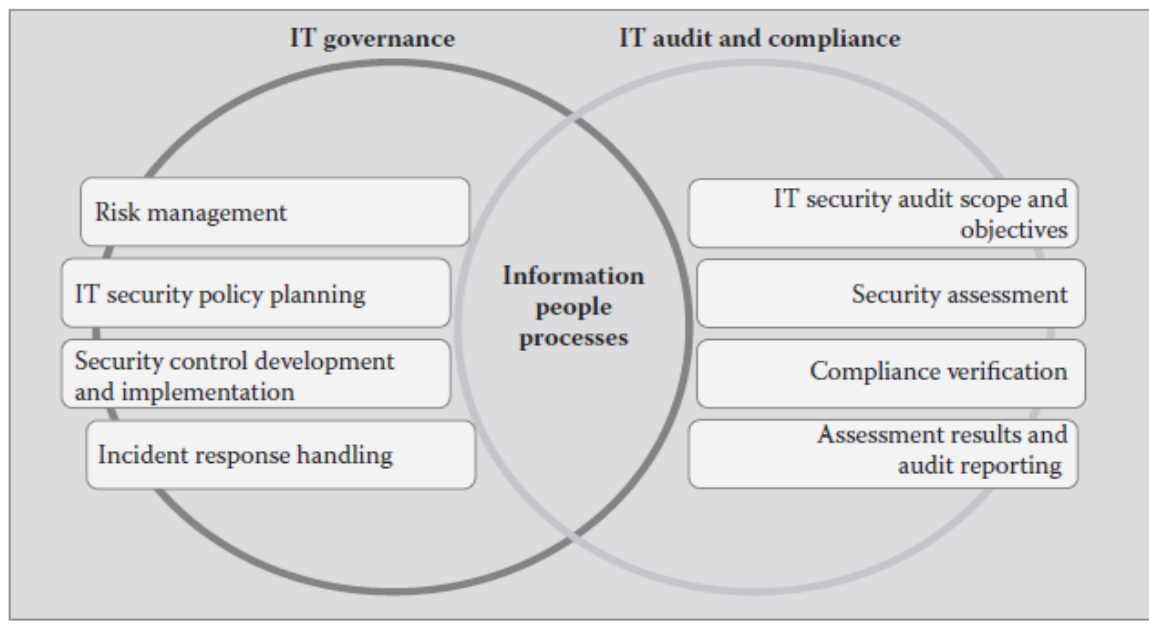 IT governance
IT audit and compliance
Risk management
IT security policy planning
Security control development
and implementation
Incident response handling
Information
people
processes
IT security audit scope and
objectives
Security assessment
Compliance verification
Assessment results and
audit reporting